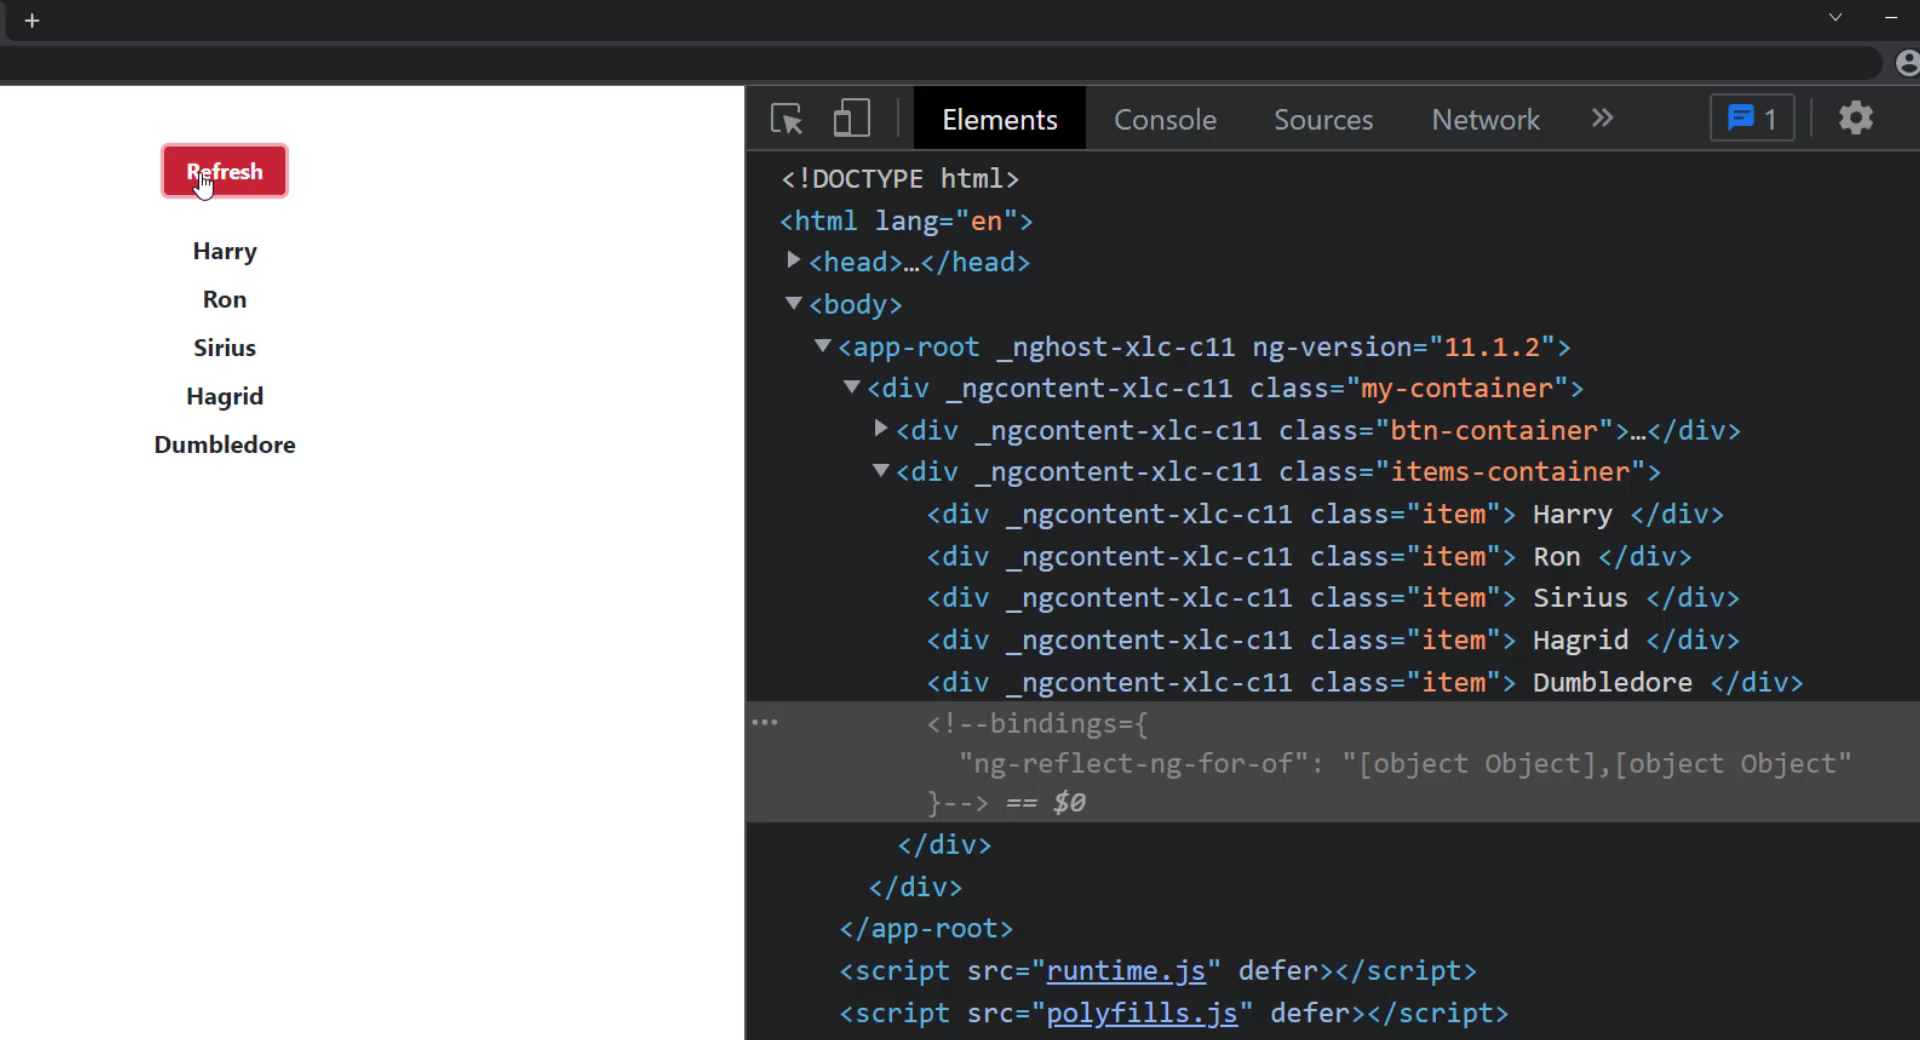 Refresh
Harry
Ron
Sirius
Hagrid
Dumbledore
Elements Console Sources Network » 1
<!DOCTYPE html>
<html lang="en">
<head>…</head>
<body>
<app-root _nghost-xlc-c11 ng-version="11.1.2">
<div _ngcontent-xlc-c11 class="my-container">
<div _ngcontent-xlc-c11 class="btn-container">…</div>
<div _ngcontent-xlc-c11 class="items-container">
<div _ngcontent-xlc-c11 class="item"> Harry </div>
<div _ngcontent-xlc-c11 class="item"> Ron </div>
<div _ngcontent-xlc-c11 class="item"> Sirius </div>
<div _ngcontent-xlc-c11 class="item"> Hagrid </div>
<div _ngcontent-xlc-c11 class="item"> Dumbledore </div>
<!--bindings={
"ng-reflect-ng-for-of": "[object Object],[object Object"
}--> == $0
</div>
</div>
</app-root>
<script src="runtime.js" defer></script>
<script src="polyfills.js" defer></script>